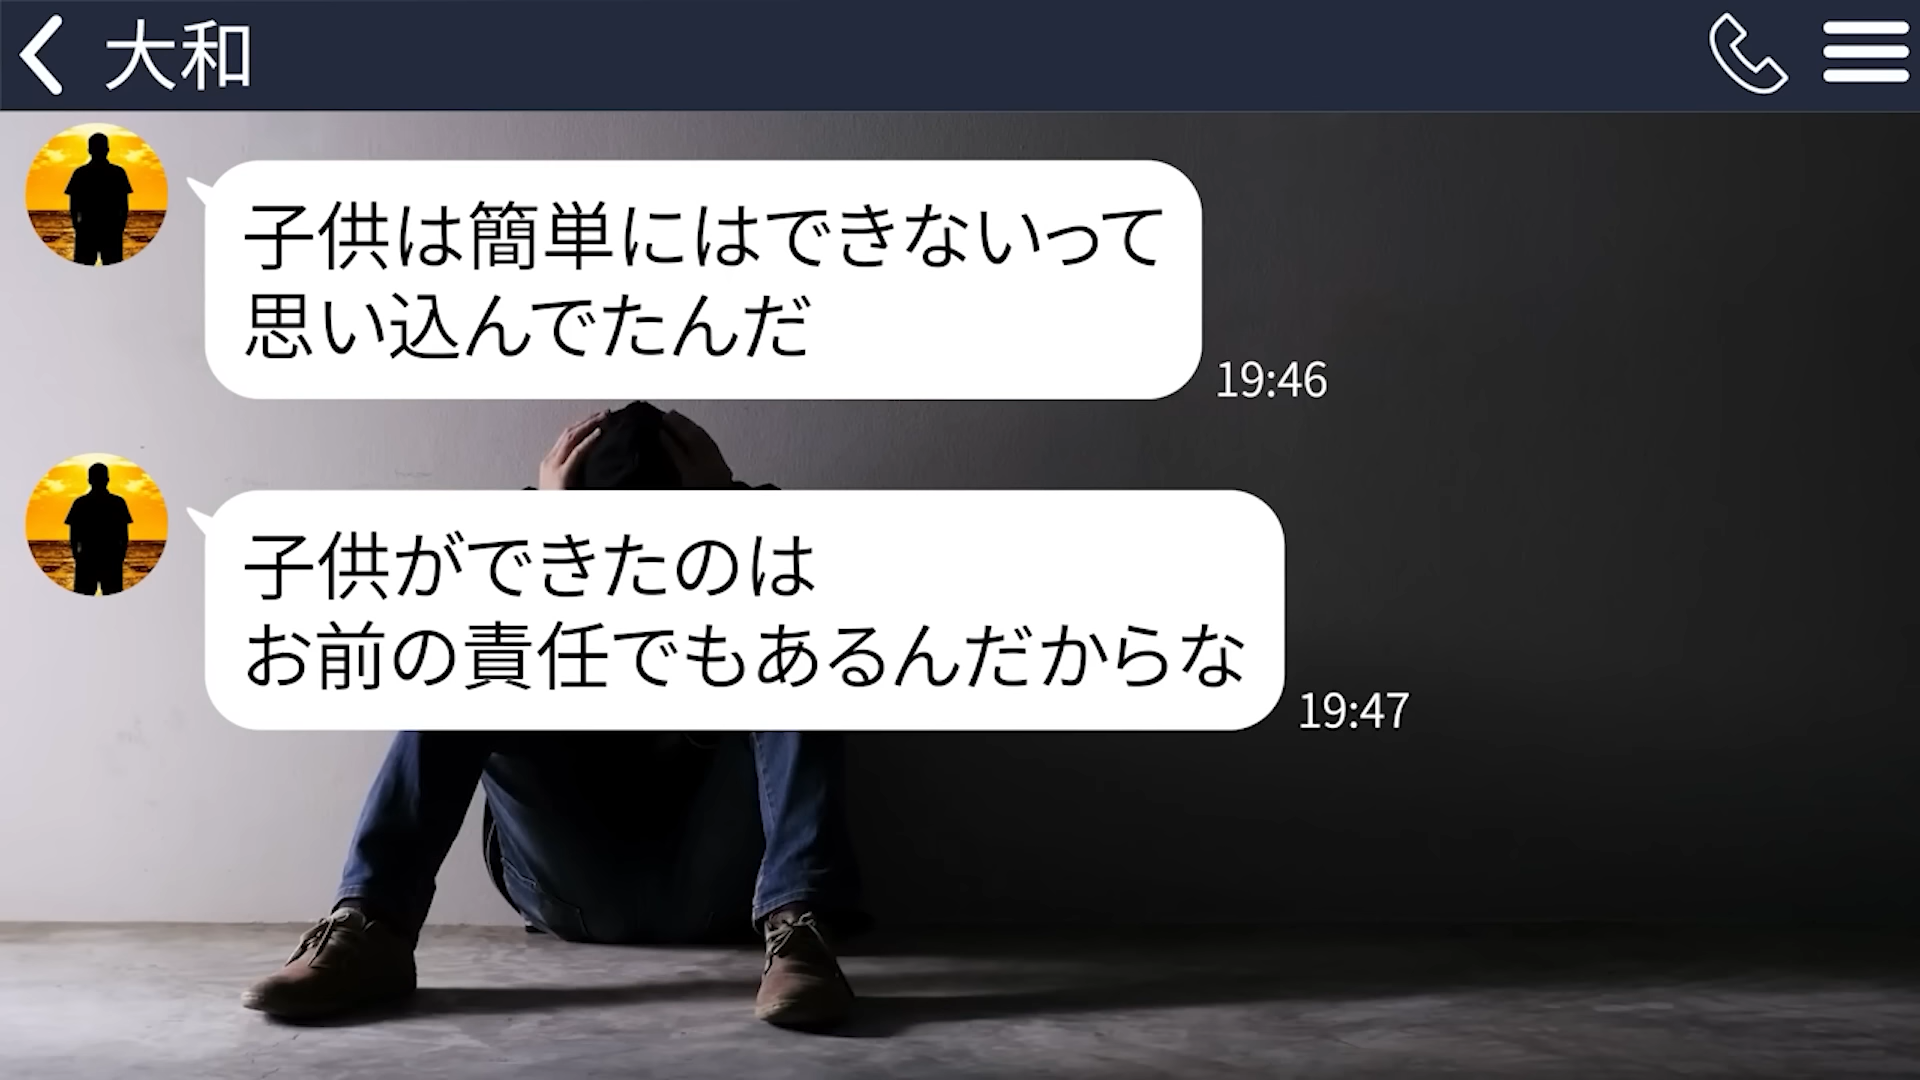 大和
子供は簡単にはできないって
思い込んでたんだ
19:46
子供ができたのは
お前の責任でもあるんだからな
19:47